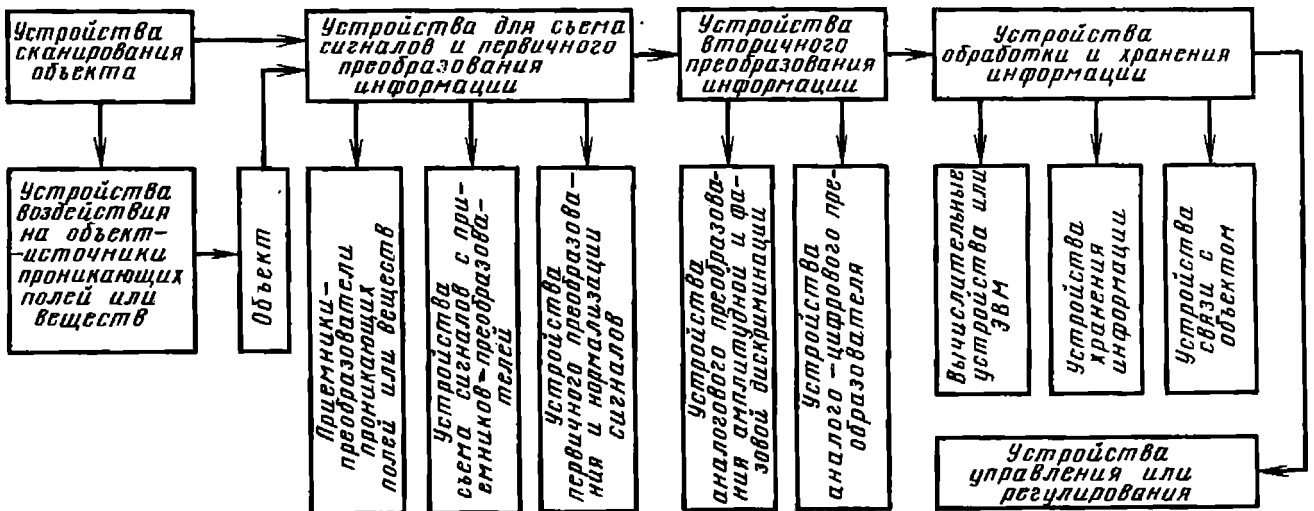 Устройства
сканирования
объекта
Устройства для съема
сигналов и первичного
преобразования
информации
Устройства
вторичного
преобразования
информации
Устройства
обработки и хранения
информации
Устройства
воздействия
на объект-
-источники
проникающих
полей или
веществ
Объект
Приемники-
преобразователи
проникающих
полей или веществ
Устройства
съема сигналов с при-
емников-преобразова-
телей
Устройства
первичного преобразова-
ния и нормализации
сигналов
Устройства
аналогового преобразова-
ния амплитудной и фа-
зовой дискриминации
Устройства
аналого-цифрового пре-
образователя
Вычислительные
устройства или
ЭВМ
Устройства
хранения
информации
Устройства
связи с
объектом
Устройства
управления или
регулирования